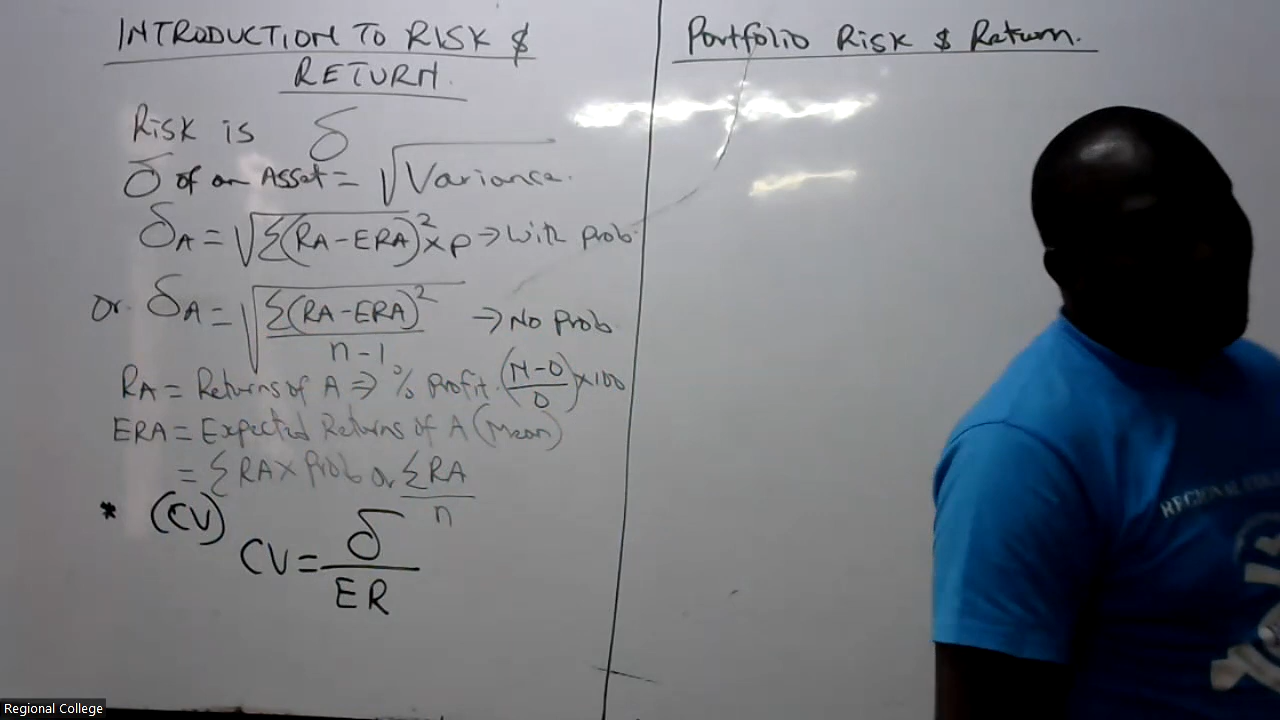 INTRODUCTION TO RISK &
RETURN.
Risk is δ
δ of an Asset = √Variance.
δA = √Σ(RA-ERA)² x P → With prob.
Or. δA = √Σ(RA-ERA)²/n-1 → No Prob
RA = Returns of A ⇒ % Profit (N-O/O) x100
ERA = Expected Returns of A (Mean)
= Σ RA x Prob or ΣRA/n
* (CV)
CV = δ/ER
Portfolio Risk & Return.
REGIONAL
Regional College